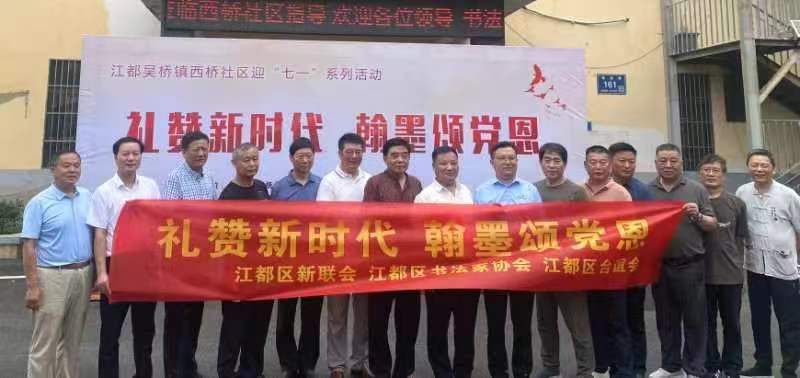 临西桥社区指导 欢迎各位领导 书法
江都吴桥镇西桥社区迎“七一”系列活动
161
礼赞新时代 翰墨颂党恩
礼赞新时代 翰墨颂党恩
江都区新联会 江都区书法家协会 江都区台谊会